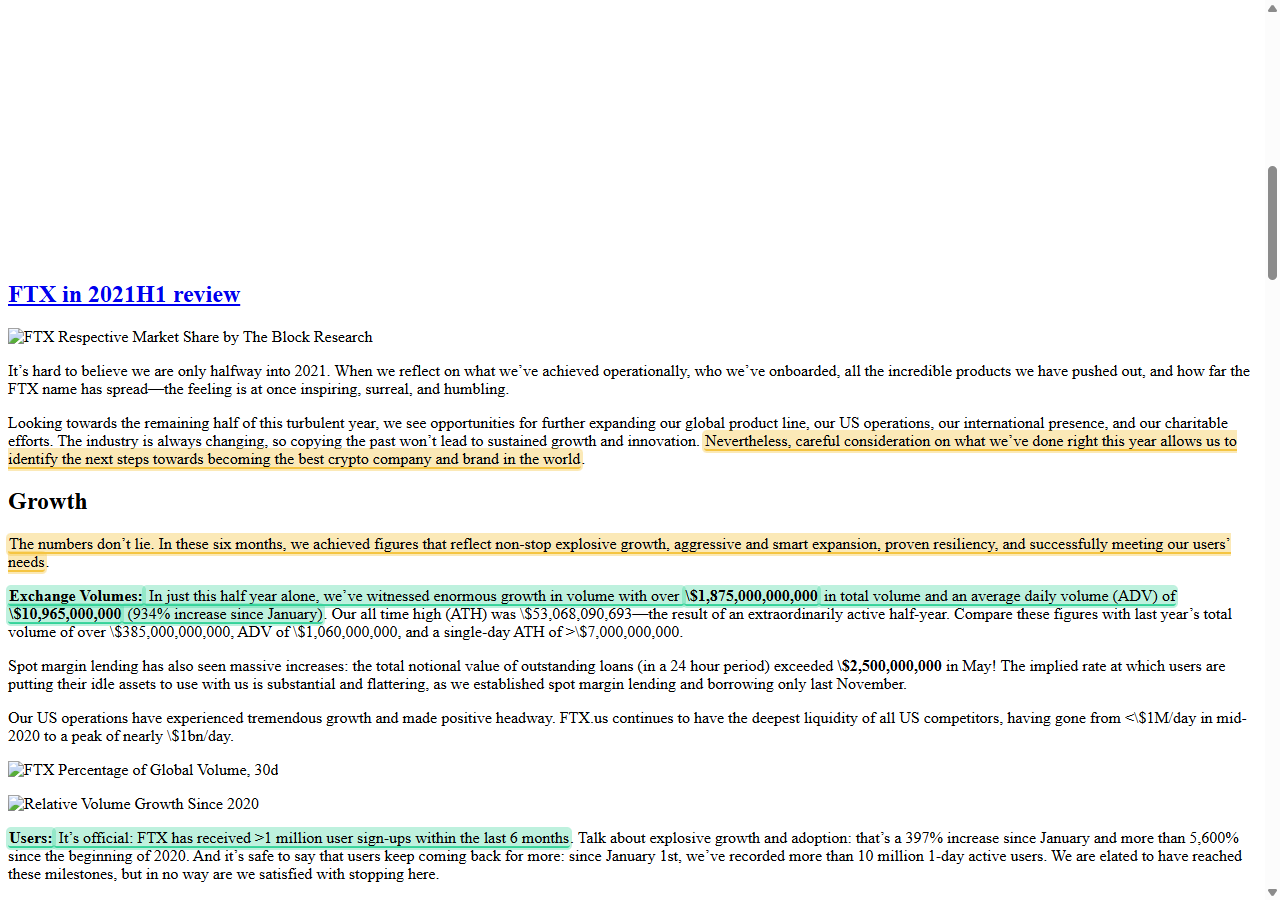 FTX in 2021H1 review
FTX Respective Market Share by The Block Research
It’s hard to believe we are only halfway into 2021. When we reflect on what we’ve achieved operationally, who we’ve onboarded, all the incredible products we have pushed out, and how far the
FTX name has spread—the feeling is at once inspiring, surreal, and humbling.
Looking towards the remaining half of this turbulent year, we see opportunities for further expanding our global product line, our US operations, our international presence, and our charitable
efforts. The industry is always changing, so copying the past won’t lead to sustained growth and innovation. Nevertheless, careful consideration on what we’ve done right this year allows us to
identify the next steps towards becoming the best crypto company and brand in the world.
Growth
The numbers don’t lie. In these six months, we achieved figures that reflect non-stop explosive growth, aggressive and smart expansion, proven resiliency, and successfully meeting our users’
needs.
Exchange Volumes: In just this half year alone, we’ve witnessed enormous growth in volume with over \$1,875,000,000,000 in total volume and an average daily volume (ADV) of
\$10,965,000,000 (934% increase since January). Our all time high (ATH) was \$53,068,090,693—the result of an extraordinarily active half-year. Compare these figures with last year’s total
volume of over \$385,000,000,000, ADV of \$1,060,000,000, and a single-day ATH of >\$7,000,000,000.
Spot margin lending has also seen massive increases: the total notional value of outstanding loans (in a 24 hour period) exceeded \$2,500,000,000 in May! The implied rate at which users are
putting their idle assets to use with us is substantial and flattering, as we established spot margin lending and borrowing only last November.
Our US operations have experienced tremendous growth and made positive headway. FTX.us continues to have the deepest liquidity of all US competitors, having gone from <\$1M/day in mid-
2020 to a peak of nearly \$1bn/day.
FTX Percentage of Global Volume, 30d
Relative Volume Growth Since 2020
Users: It’s official: FTX has received >1 million user sign-ups within the last 6 months. Talk about explosive growth and adoption: that’s a 397% increase since January and more than 5,600%
since the beginning of 2020. And it’s safe to say that users keep coming back for more: since January 1st, we’ve recorded more than 10 million 1-day active users. We are elated to have reached
these milestones, but in no way are we satisfied with stopping here.